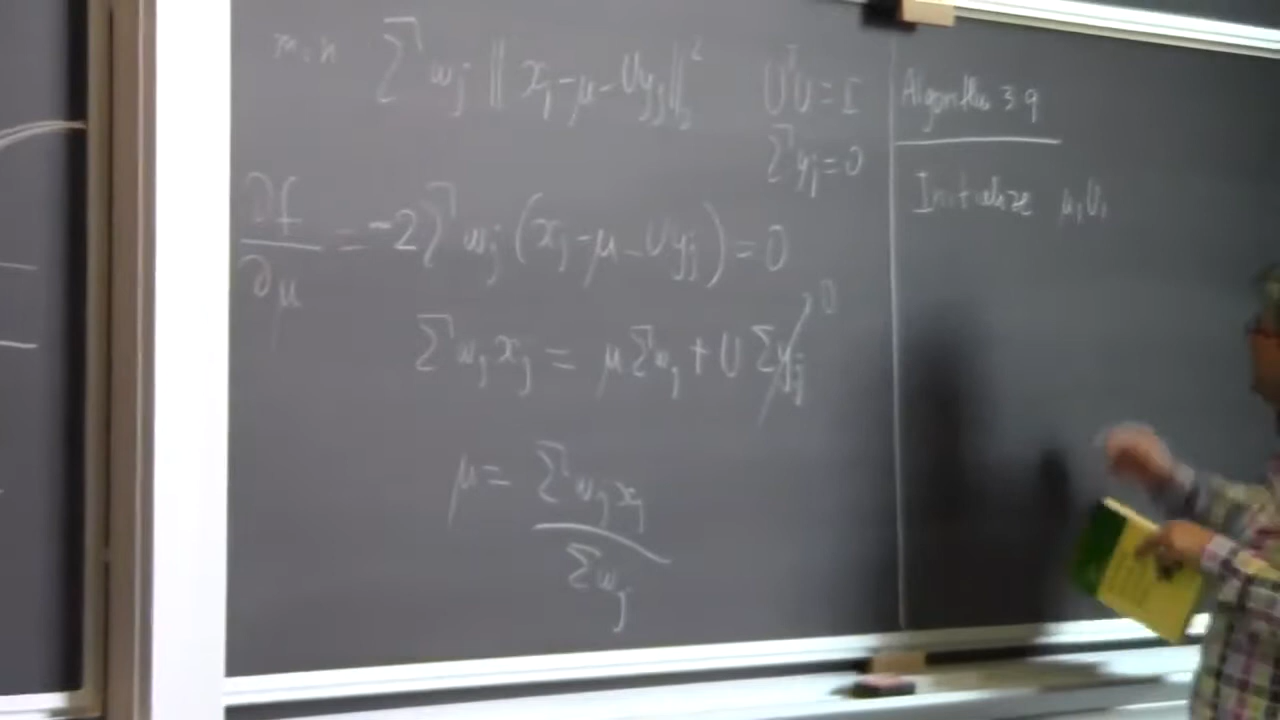 min Σ wj ‖ xj - μ - Uyj ‖₂² UᵀU = I
Σ yj = 0
∂f/∂μ = -2 Σ wj (xj - μ - Uyj) = 0
Σ wj xj = μ Σ wj + U Σ yj 0
μ = Σ wj xj / Σ wj
Algorithm 3.9
Initialize μ, U,